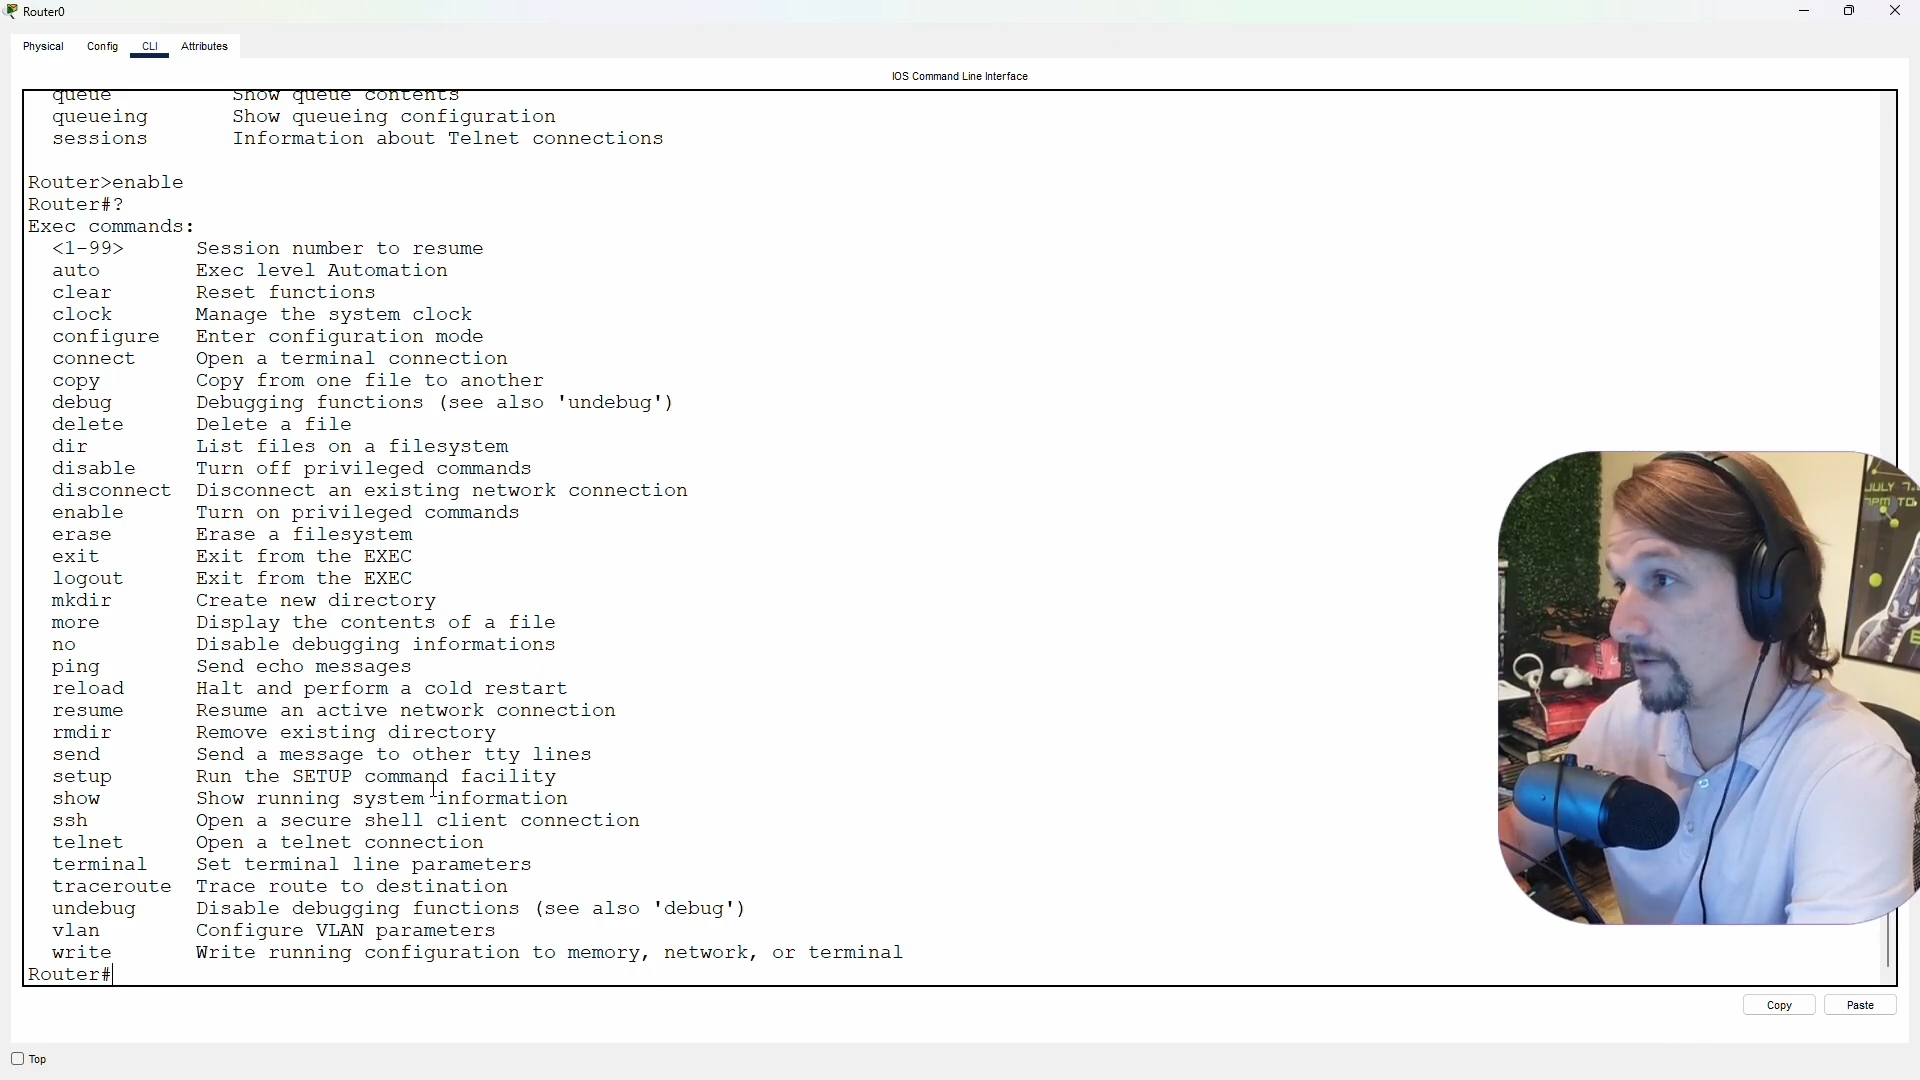 Router0
Physical Config CLI Attributes
IOS Command Line Interface
queue Show queue contents
queueing Show queueing configuration
sessions Information about Telnet connections
Router>enable
Router#?
Exec commands:
<1-99> Session number to resume
auto Exec level Automation
clear Reset functions
clock Manage the system clock
configure Enter configuration mode
connect Open a terminal connection
copy Copy from one file to another
debug Debugging functions (see also 'undebug')
delete Delete a file
dir List files on a filesystem
disable Turn off privileged commands
disconnect Disconnect an existing network connection
enable Turn on privileged commands
erase Erase a filesystem
exit Exit from the EXEC
logout Exit from the EXEC
mkdir Create new directory
more Display the contents of a file
no Disable debugging informations
ping Send echo messages
reload Halt and perform a cold restart
resume Resume an active network connection
rmdir Remove existing directory
send Send a message to other tty lines
setup Run the SETUP command facility
show Show running system information
ssh Open a secure shell client connection
telnet Open a telnet connection
terminal Set terminal line parameters
traceroute Trace route to destination
undebug Disable debugging functions (see also 'debug')
vlan Configure VLAN parameters
write Write running configuration to memory, network, or terminal
Router#
JULY 7
7PM TO
Copy Paste
Top